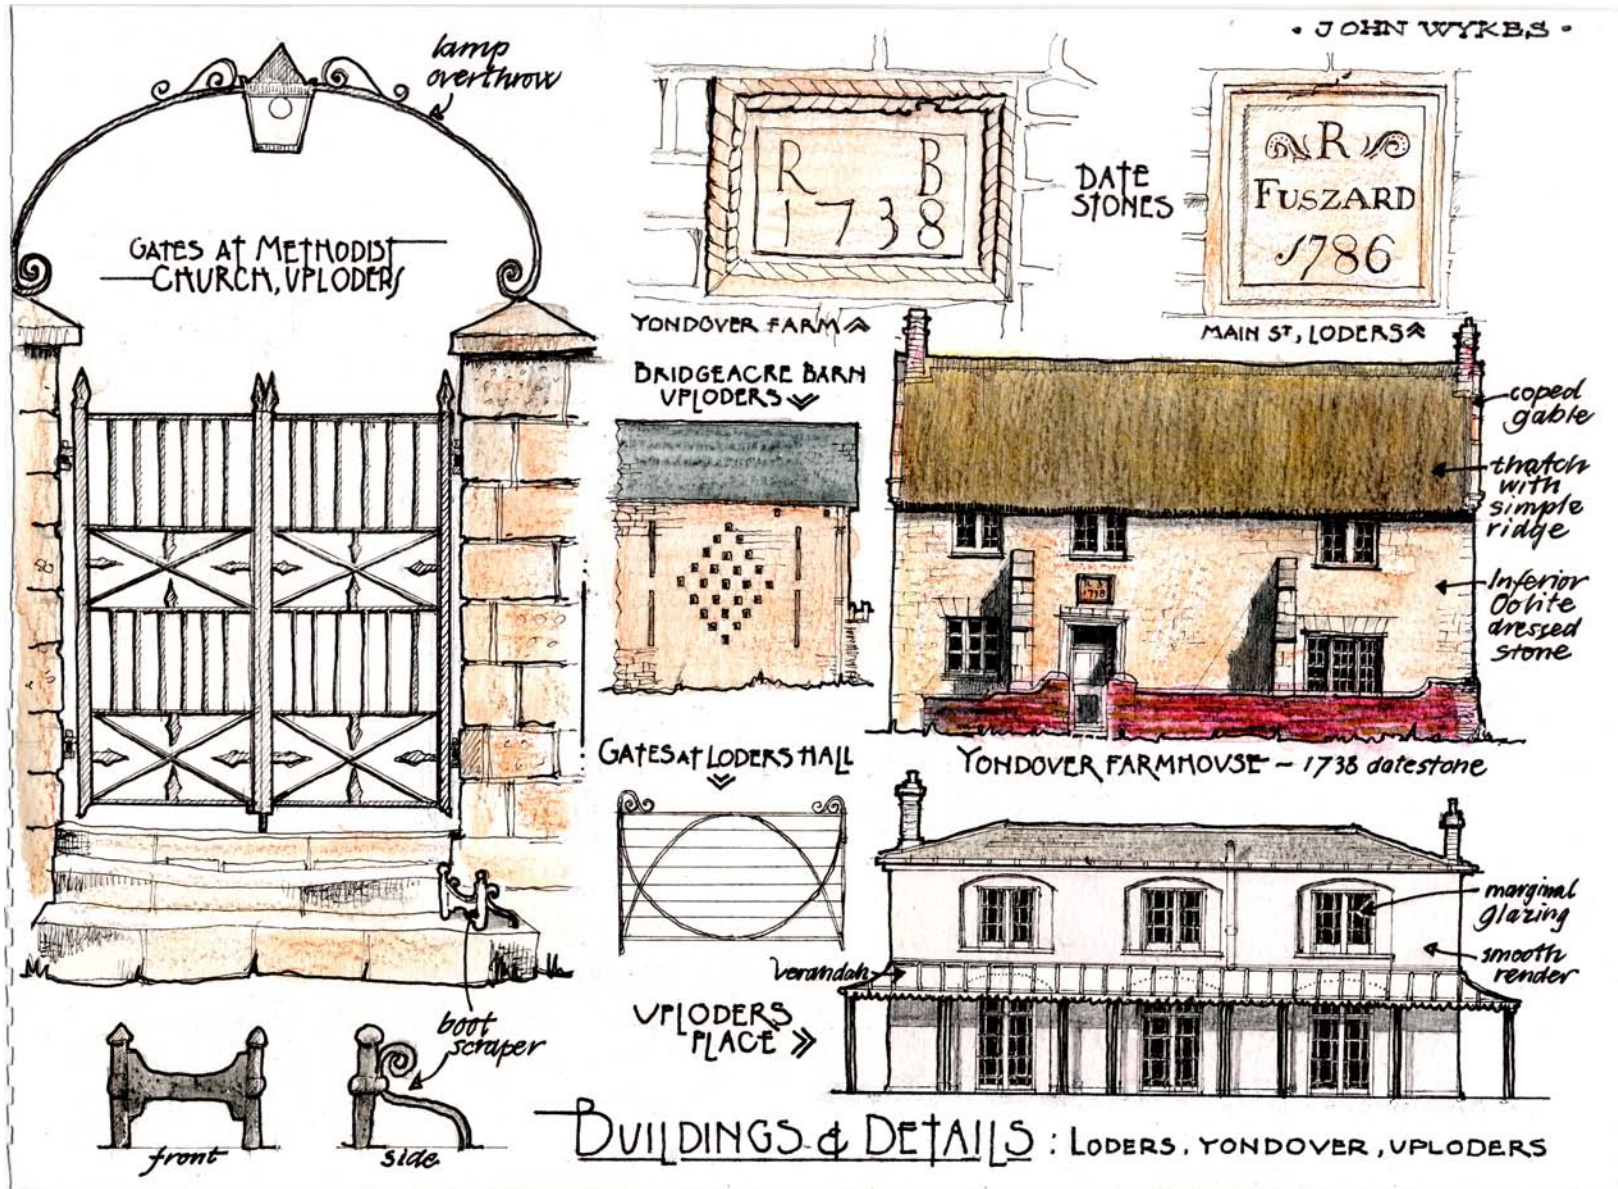 · JOHN WYKES ·
lamp
overthrow
GATES AT METHODIST
CHURCH, UPLODERS
R B
1738
DATE
STONES
R
FUSZARD
1786
YONDOVER FARM
MAIN ST, LODERS
BRIDGEACRE BARN
UPLODERS
coped
gable
thatch
with
simple
ridge
Inferior
Oolite
dressed
stone
1738
GATES AT LODERS HALL
YONDOVER FARMHOUSE ~ 1738 datestone
marginal
glazing
smooth
render
verandah
UPLODERS
PLACE
boot
scraper
front
side
BUILDINGS & DETAILS : LODERS, YONDOVER, UPLODERS